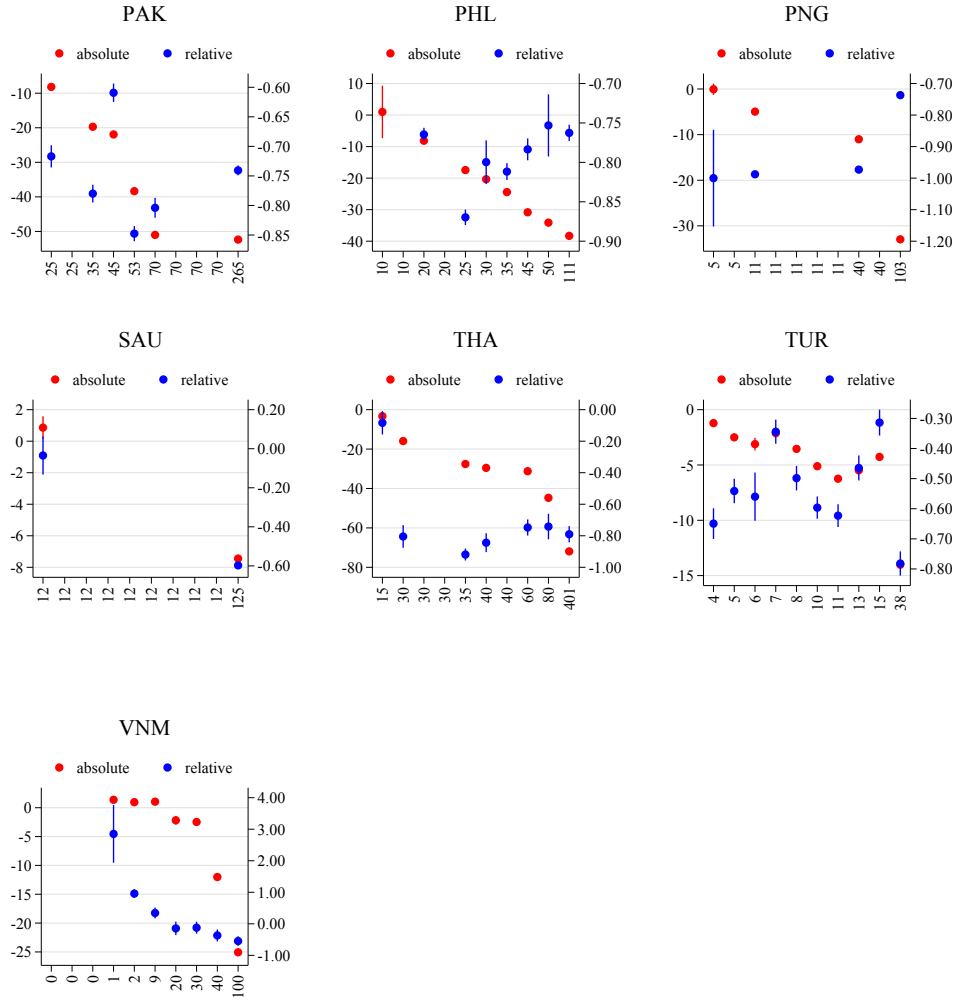 PAK PHL PNG
absolute relative absolute relative absolute relative
-10 -20 -30 -40 -50
-0.60 -0.65 -0.70 -0.75 -0.80 -0.85
25 25 35 45 53 70 70 70 70 265
10 0 -10 -20 -30 -40
-0.70 -0.75 -0.80 -0.85 -0.90
10 10 20 20 25 30 35 45 50 111
0 -10 -20 -30
-0.70 -0.80 -0.90 -1.00 -1.10 -1.20
5 5 11 11 11 11 11 40 40 103
SAU THA TUR
absolute relative absolute relative absolute relative
2 0 -2 -4 -6 -8
0.20 0.00 -0.20 -0.40 -0.60
12 12 12 12 12 12 12 12 12 125
0 -20 -40 -60 -80
0.00 -0.20 -0.40 -0.60 -0.80 -1.00
15 30 30 30 35 40 40 60 80 401
0 -5 -10 -15
-0.30 -0.40 -0.50 -0.60 -0.70 -0.80
4 5 6 7 8 10 11 13 15 38
VNM
absolute relative
0 -5 -10 -15 -20 -25
4.00 3.00 2.00 1.00 0.00 -1.00
0 0 0 1 2 9 20 30 40 100